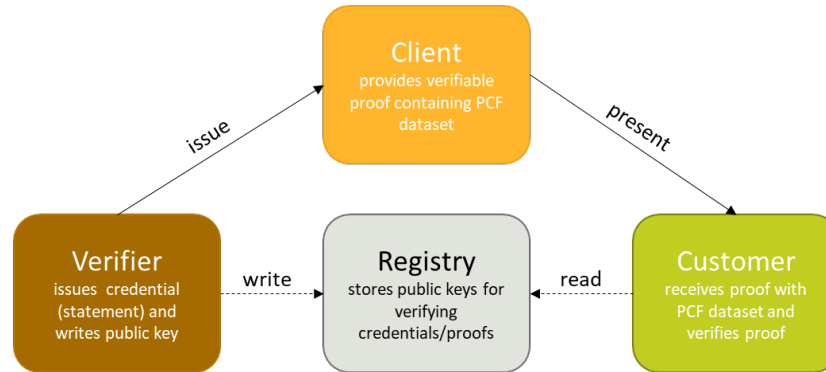 Client
provides verifiable
proof containing PCF
dataset
issue
present
Verifier
issues credential
(statement) and
writes public key
write
Registry
stores public keys for
verifying
credentials/proofs
read
Customer
receives proof with
PCF dataset and
verifies proof